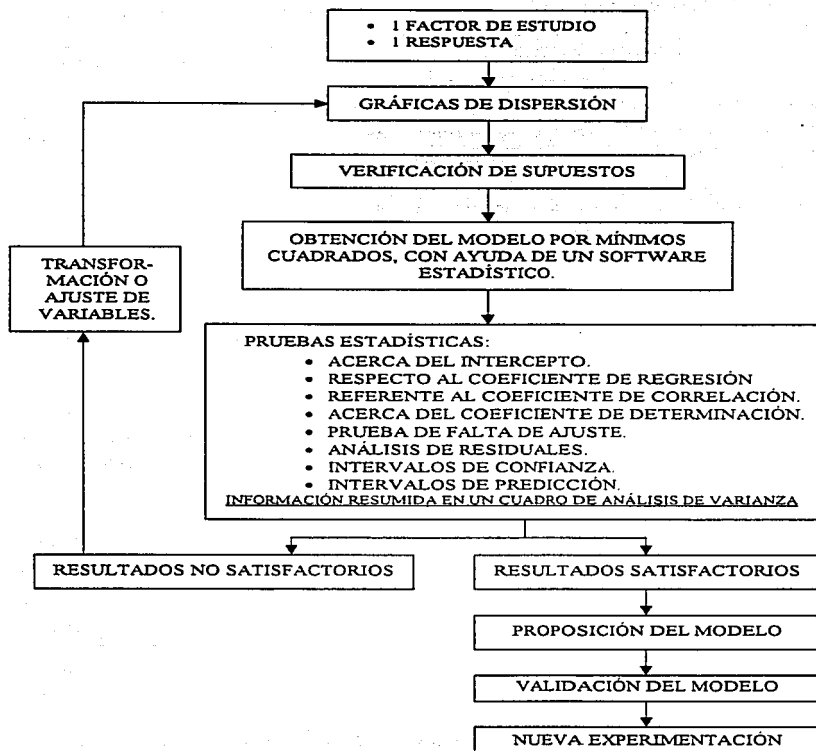 • 1 FACTOR DE ESTUDIO
• 1 RESPUESTA
GRÁFICAS DE DISPERSIÓN
VERIFICACIÓN DE SUPUESTOS
OBTENCIÓN DEL MODELO POR MÍNIMOS
CUADRADOS, CON AYUDA DE UN SOFTWARE
ESTADÍSTICO.
TRANSFOR-
MACIÓN O
AJUSTE DE
VARIABLES.
PRUEBAS ESTADÍSTICAS:
• ACERCA DEL INTERCEPTO.
• RESPECTO AL COEFICIENTE DE REGRESIÓN
• REFERENTE AL COEFICIENTE DE CORRELACIÓN.
• ACERCA DEL COEFICIENTE DE DETERMINACIÓN.
• PRUEBA DE FALTA DE AJUSTE.
• ANÁLISIS DE RESIDUALES.
• INTERVALOS DE CONFIANZA.
• INTERVALOS DE PREDICCIÓN.
INFORMACIÓN RESUMIDA EN UN CUADRO DE ANÁLISIS DE VARIANZA
RESULTADOS NO SATISFACTORIOS
RESULTADOS SATISFACTORIOS
PROPOSICIÓN DEL MODELO
VALIDACIÓN DEL MODELO
NUEVA EXPERIMENTACIÓN